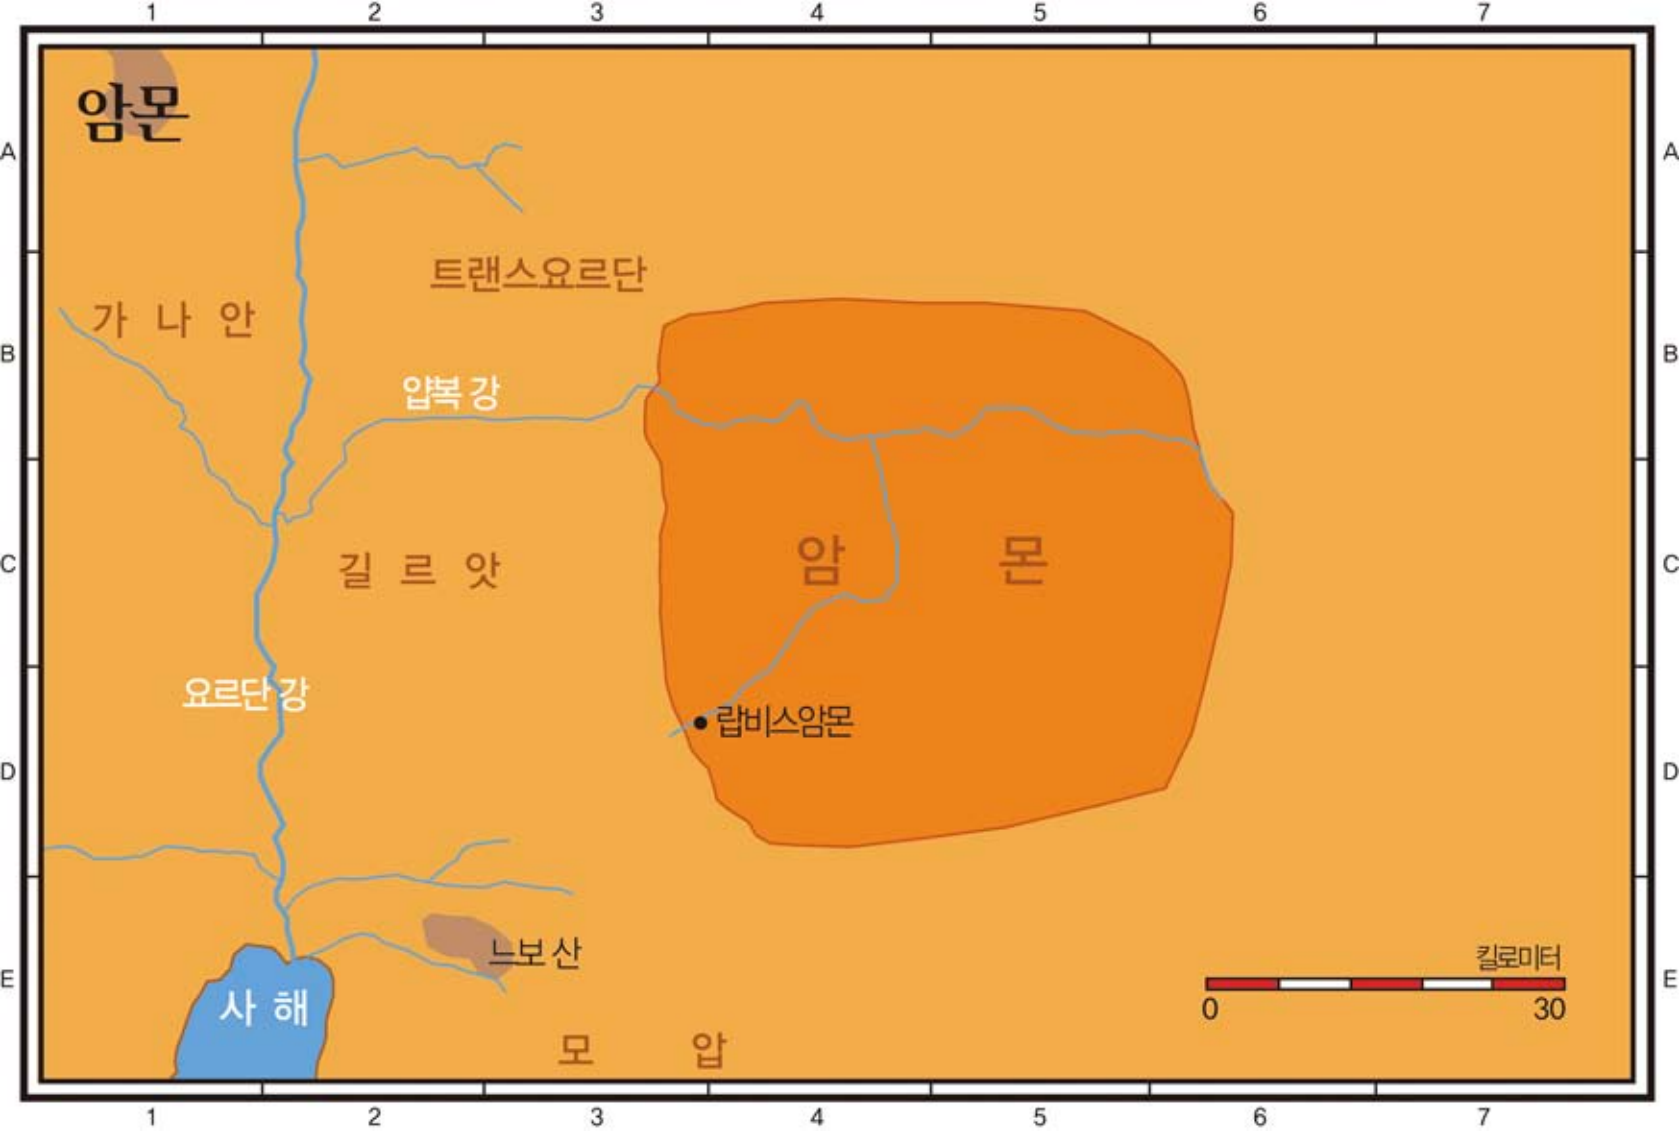 1 2 3 4 5 6 7
암몬
A A
트랜스요르단
가 나 안
B B
얍복 강
암 몬
C C
길 르 앗
요르단 강
랍비스암몬
D D
느보 산
킬로미터
E E
사 해
0 30
모 압
1 2 3 4 5 6 7